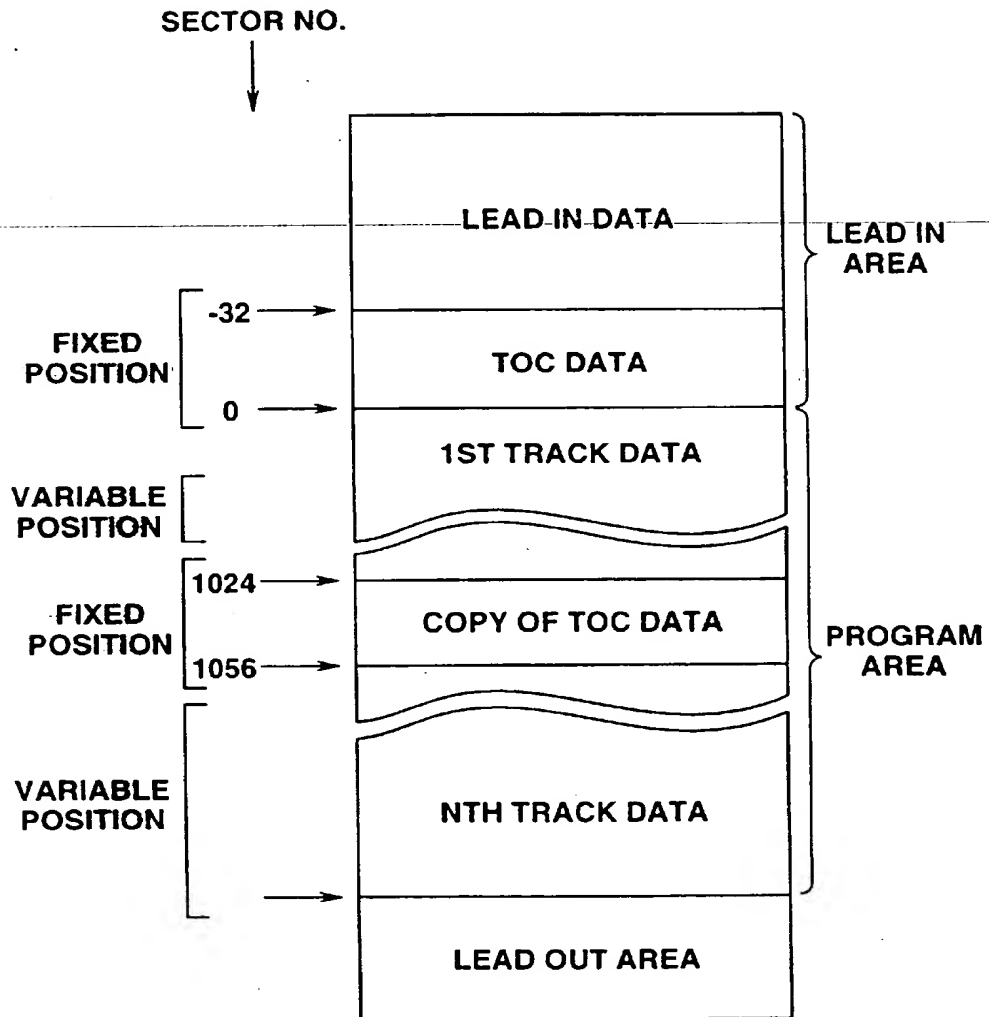 SECTOR NO.
LEAD IN DATA
LEAD IN
AREA
-32
FIXED
POSITION
TOC DATA
0
1ST TRACK DATA
VARIABLE
POSITION
1024
FIXED
POSITION
COPY OF TOC DATA
1056
PROGRAM
AREA
VARIABLE
POSITION
NTH TRACK DATA
LEAD OUT AREA